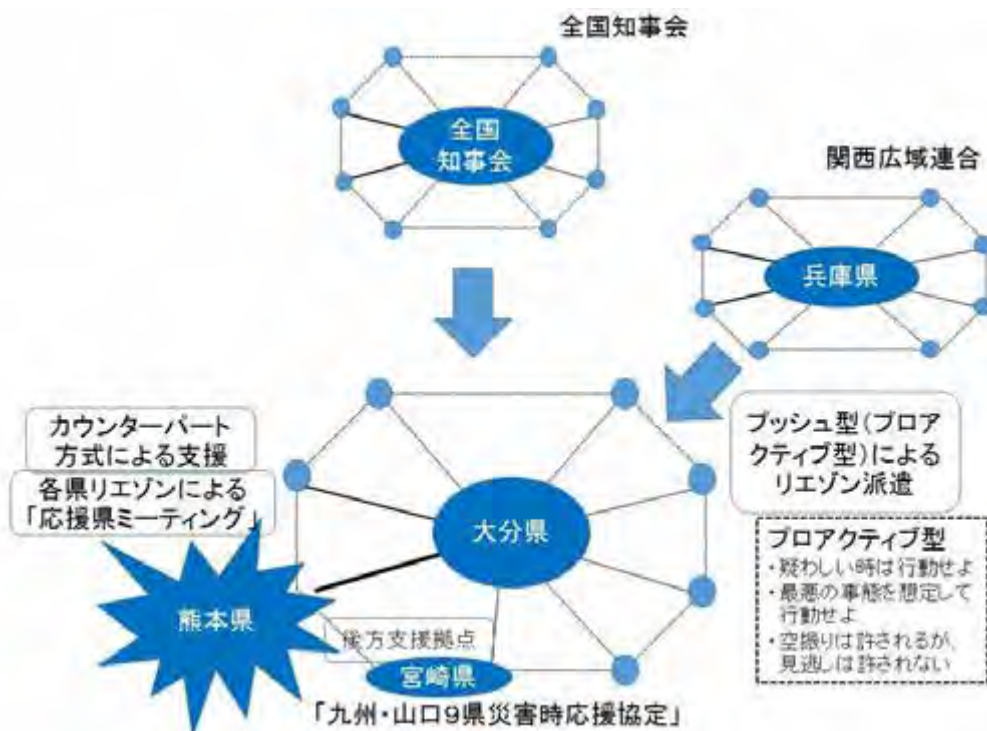 全国知事会
全国
知事会
関西広域連合
兵庫県
カウンターパート
方式による支援
各県リエゾンによる
「応援県ミーティング」
プッシュ型(プロア
クティブ型)による
リエゾン派遣
大分県
プロアクティブ型
・疑わしい時は行動せよ
・最悪の事態を想定して
行動せよ
・空振りは許されるが、
見逃しは許されない
熊本県
後方支援拠点
宮崎県
「九州・山口9県災害時応援協定」